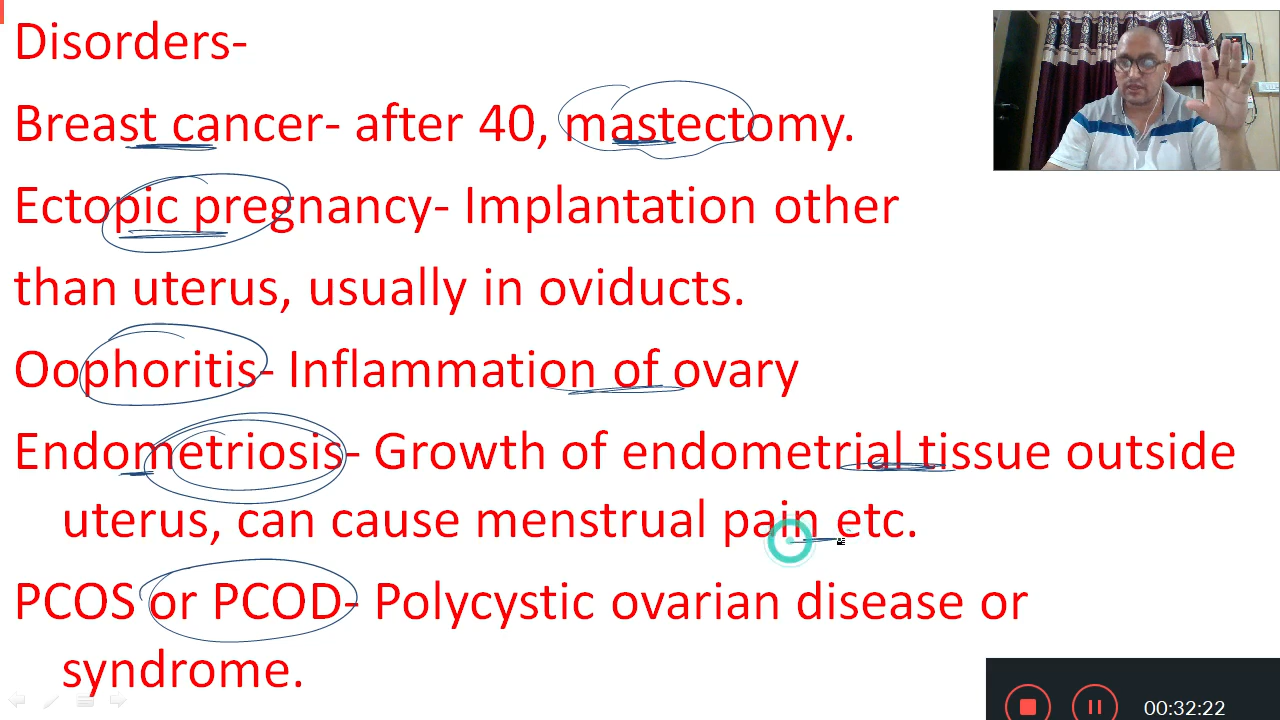 Disorders-
Breast cancer- after 40, mastectomy.
Ectopic pregnancy- Implantation other
than uterus, usually in oviducts.
Oophoritis- Inflammation of ovary
Endometriosis- Growth of endometrial tissue outside
uterus, can cause menstrual pain etc.
PCOS or PCOD- Polycystic ovarian disease or
syndrome.
00:32:22